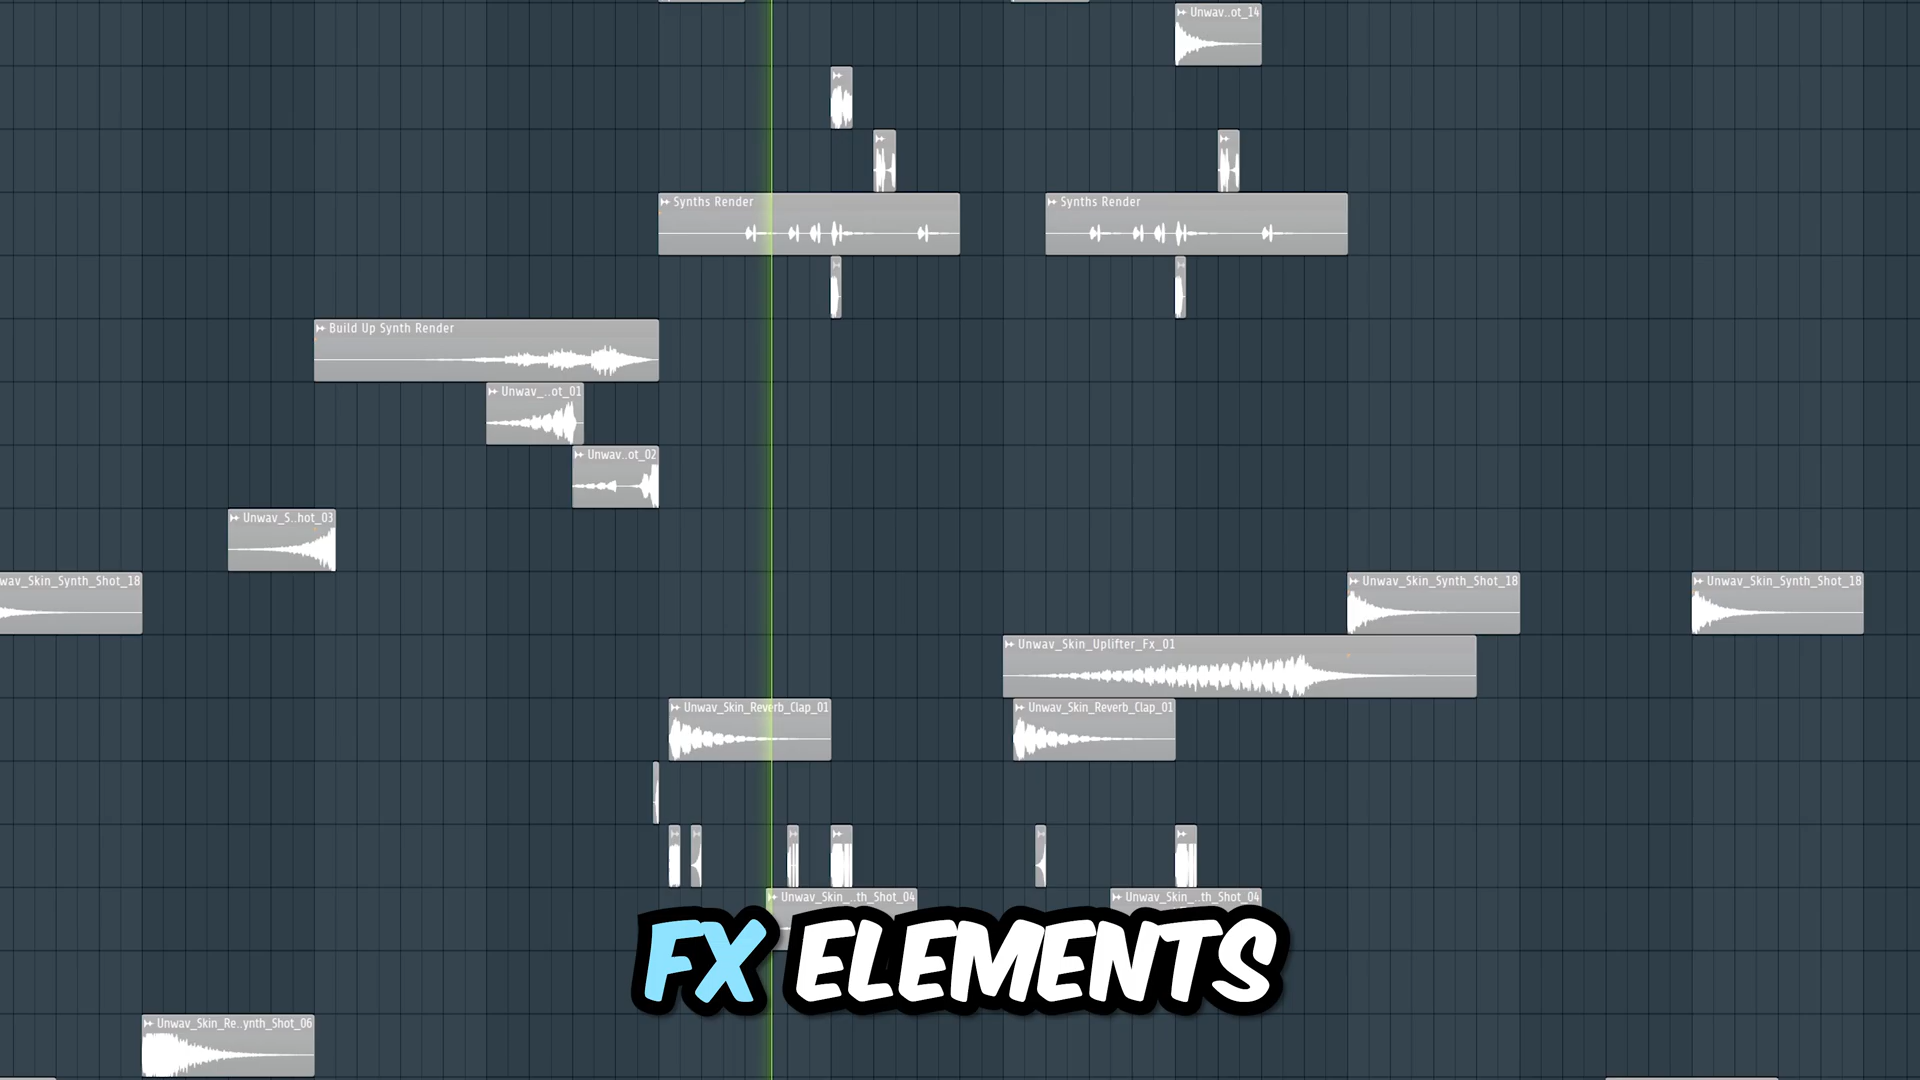 Unwav..ot_14
Synths Render
Synths Render
Build Up Synth Render
Unwav_..ot_01
Unwav..ot_02
Unwav_S..hot_03
wav_Skin_Synth_Shot_18
Unwav_Skin_Synth_Shot_18
Unwav_Skin_Synth_Shot_18
Unwav_Skin_Uplifter_Fx_01
Unwav_Skin_Reverb_Clap_01
Unwav_Skin_Reverb_Clap_01
Unwav_Skin_..th_Shot_04
Unwav_Skin_..th_Shot_04
FX ELEMENTS
Unwav_Skin_Re..ynth_Shot_06